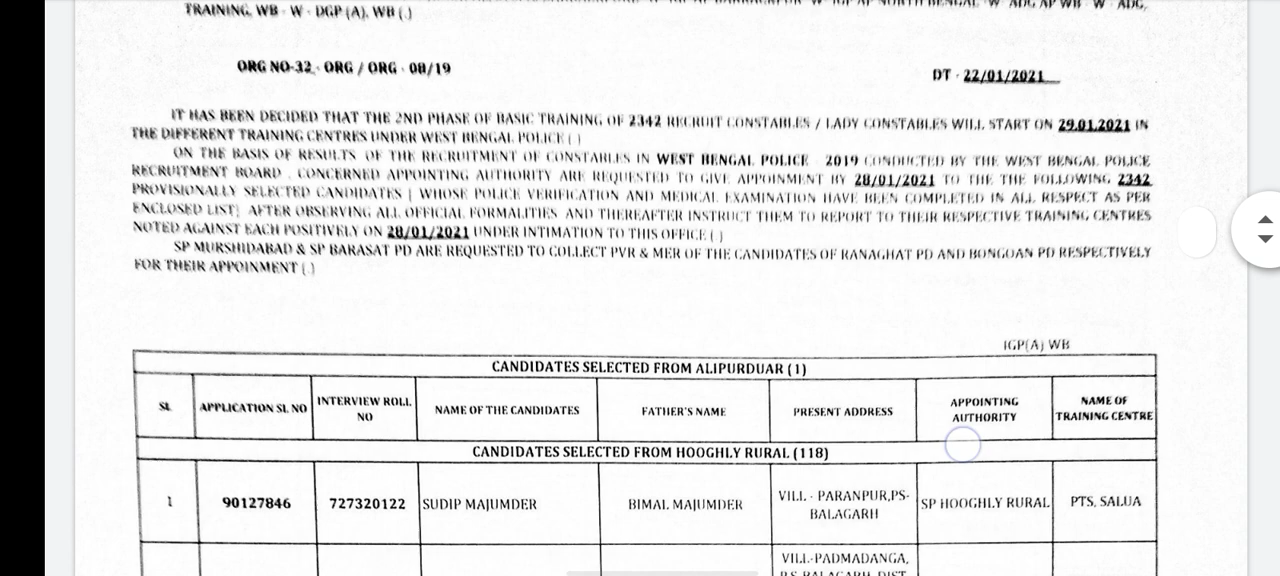 TRAINING, WB - W - DGP (A), WB (.)
ORG NO-32 - ORG / ORG - 08/19
DT - 22/01/2021
IT HAS BEEN DECIDED THAT THE 2ND PHASE OF BASIC TRAINING OF 2342 RECRUIT CONSTABLES / LADY CONSTABLES WILL START ON 29.01.2021 IN
THE DIFFERENT TRAINING CENTRES UNDER WEST BENGAL POLICE (.)
ON THE BASIS OF RESULTS OF THE RECRUITMENT OF CONSTABLES IN WEST BENGAL POLICE - 2019 CONDUCTED BY THE WEST BENGAL POLICE
RECRUITMENT BOARD . CONCERNED APPOINTING AUTHORITY ARE REQUESTED TO GIVE APPOINMENT BY 28/01/2021 TO THE THE FOLLOWING 2342
PROVISIONALLY SELECTED CANDIDATES [ WHOSE POLICE VERIFICATION AND MEDICAL EXAMINATION HAVE BEEN COMPLETED IN ALL RESPECT AS PER
ENCLOSED LIST] AFTER OBSERVING ALL OFFICIAL FORMALITIES AND THEREAFTER INSTRUCT THEM TO REPORT TO THEIR RESPECTIVE TRAINING CENTRES
NOTED AGAINST EACH POSITIVELY ON 28/01/2021 UNDER INTIMATION TO THIS OFFICE (.)
SP MURSHIDABAD & SP BARASAT PD ARE REQUESTED TO COLLECT PVR & MER OF THE CANDIDATES OF RANAGHAT PD AND BONGOAN PD RESPECTIVELY
FOR THEIR APPOINMENT (.)
IGP(A) WB
CANDIDATES SELECTED FROM ALIPURDUAR (1)
SL APPLICATION SL NO INTERVIEW ROLL NO NAME OF THE CANDIDATES FATHER'S NAME PRESENT ADDRESS APPOINTING AUTHORITY NAME OF TRAINING CENTRE
CANDIDATES SELECTED FROM HOOGHLY RURAL (118)
1 90127846 727320122 SUDIP MAJUMDER BIMAL MAJUMDER VILL - PARANPUR,PS- BALAGARH SP HOOGHLY RURAL PTS, SALUA
VILL-PADMADANGA,